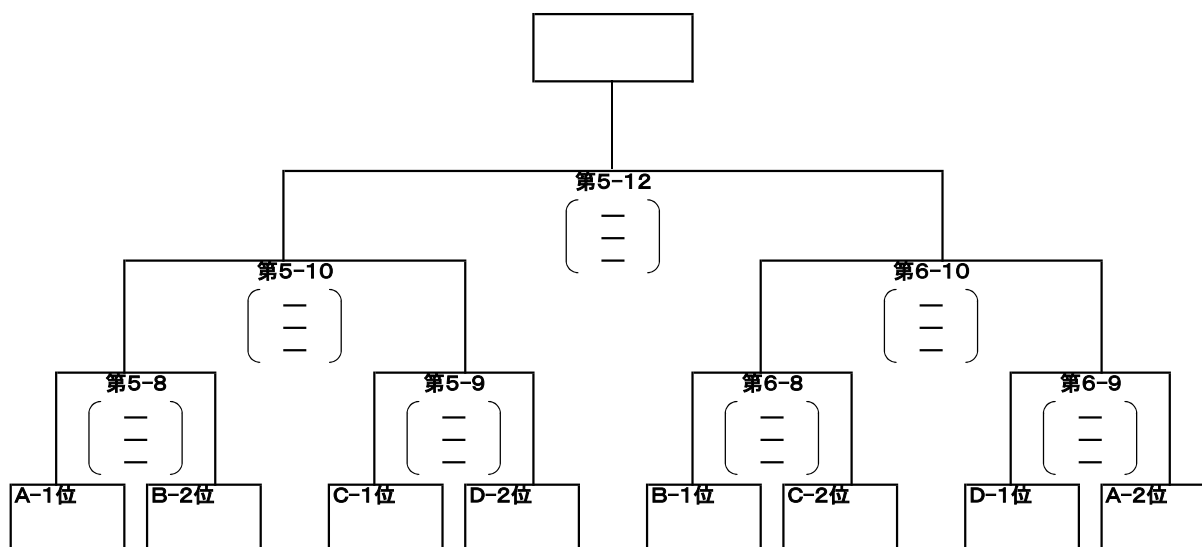 第5-12
第5-10
第6-10
第5-8
第5-9
第6-8
第6-9
A-1位
B-2位
C-1位
D-2位
B-1位
C-2位
D-1位
A-2位